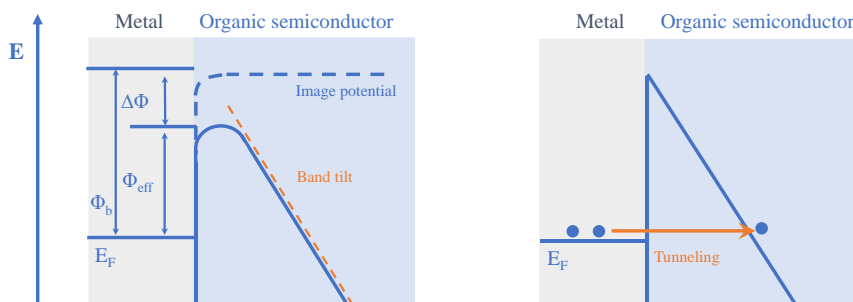 Metal Organic semiconductor
E
Image potential
ΔΦ
Band tilt
Φeff
Φb
EF
Metal Organic semiconductor
EF
Tunneling